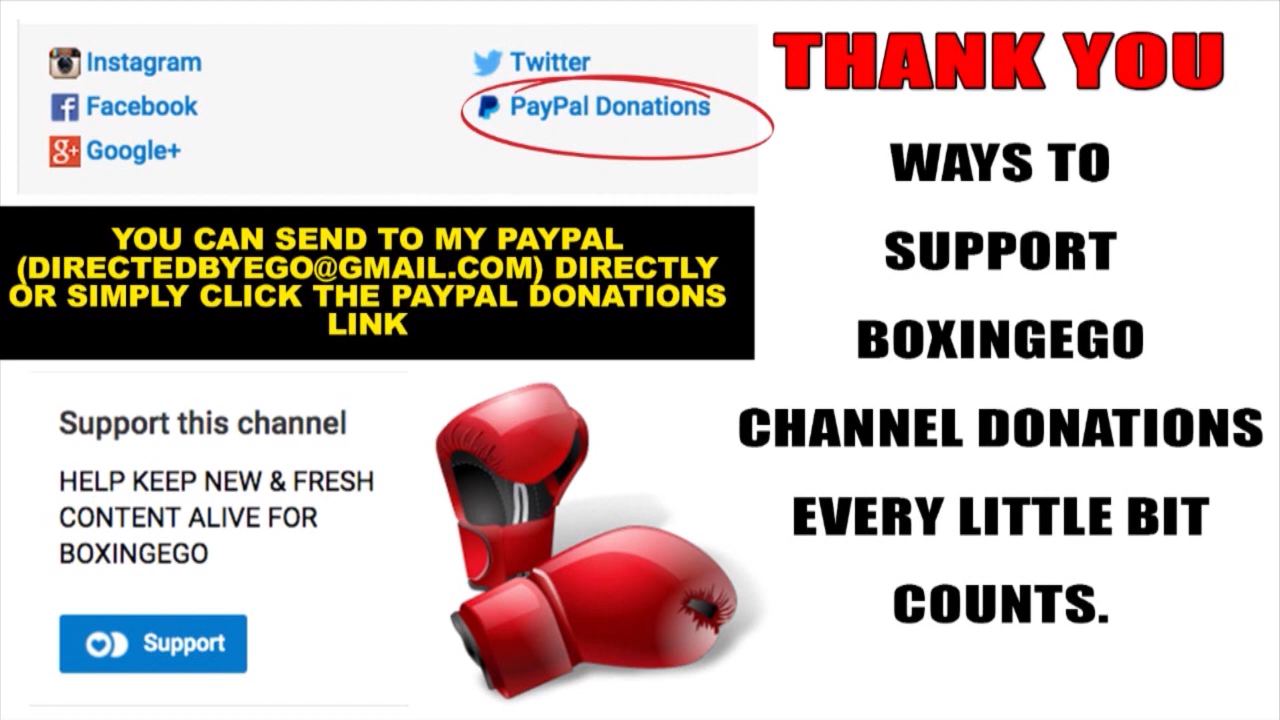 Instagram
Facebook
Google+
Twitter
PayPal Donations
YOU CAN SEND TO MY PAYPAL
(DIRECTEDBYEGO@GMAIL.COM) DIRECTLY
OR SIMPLY CLICK THE PAYPAL DONATIONS
LINK
Support this channel
HELP KEEP NEW & FRESH
CONTENT ALIVE FOR
BOXINGEGO
Support
THANK YOU
WAYS TO
SUPPORT
BOXINGEGO
CHANNEL DONATIONS
EVERY LITTLE BIT
COUNTS.